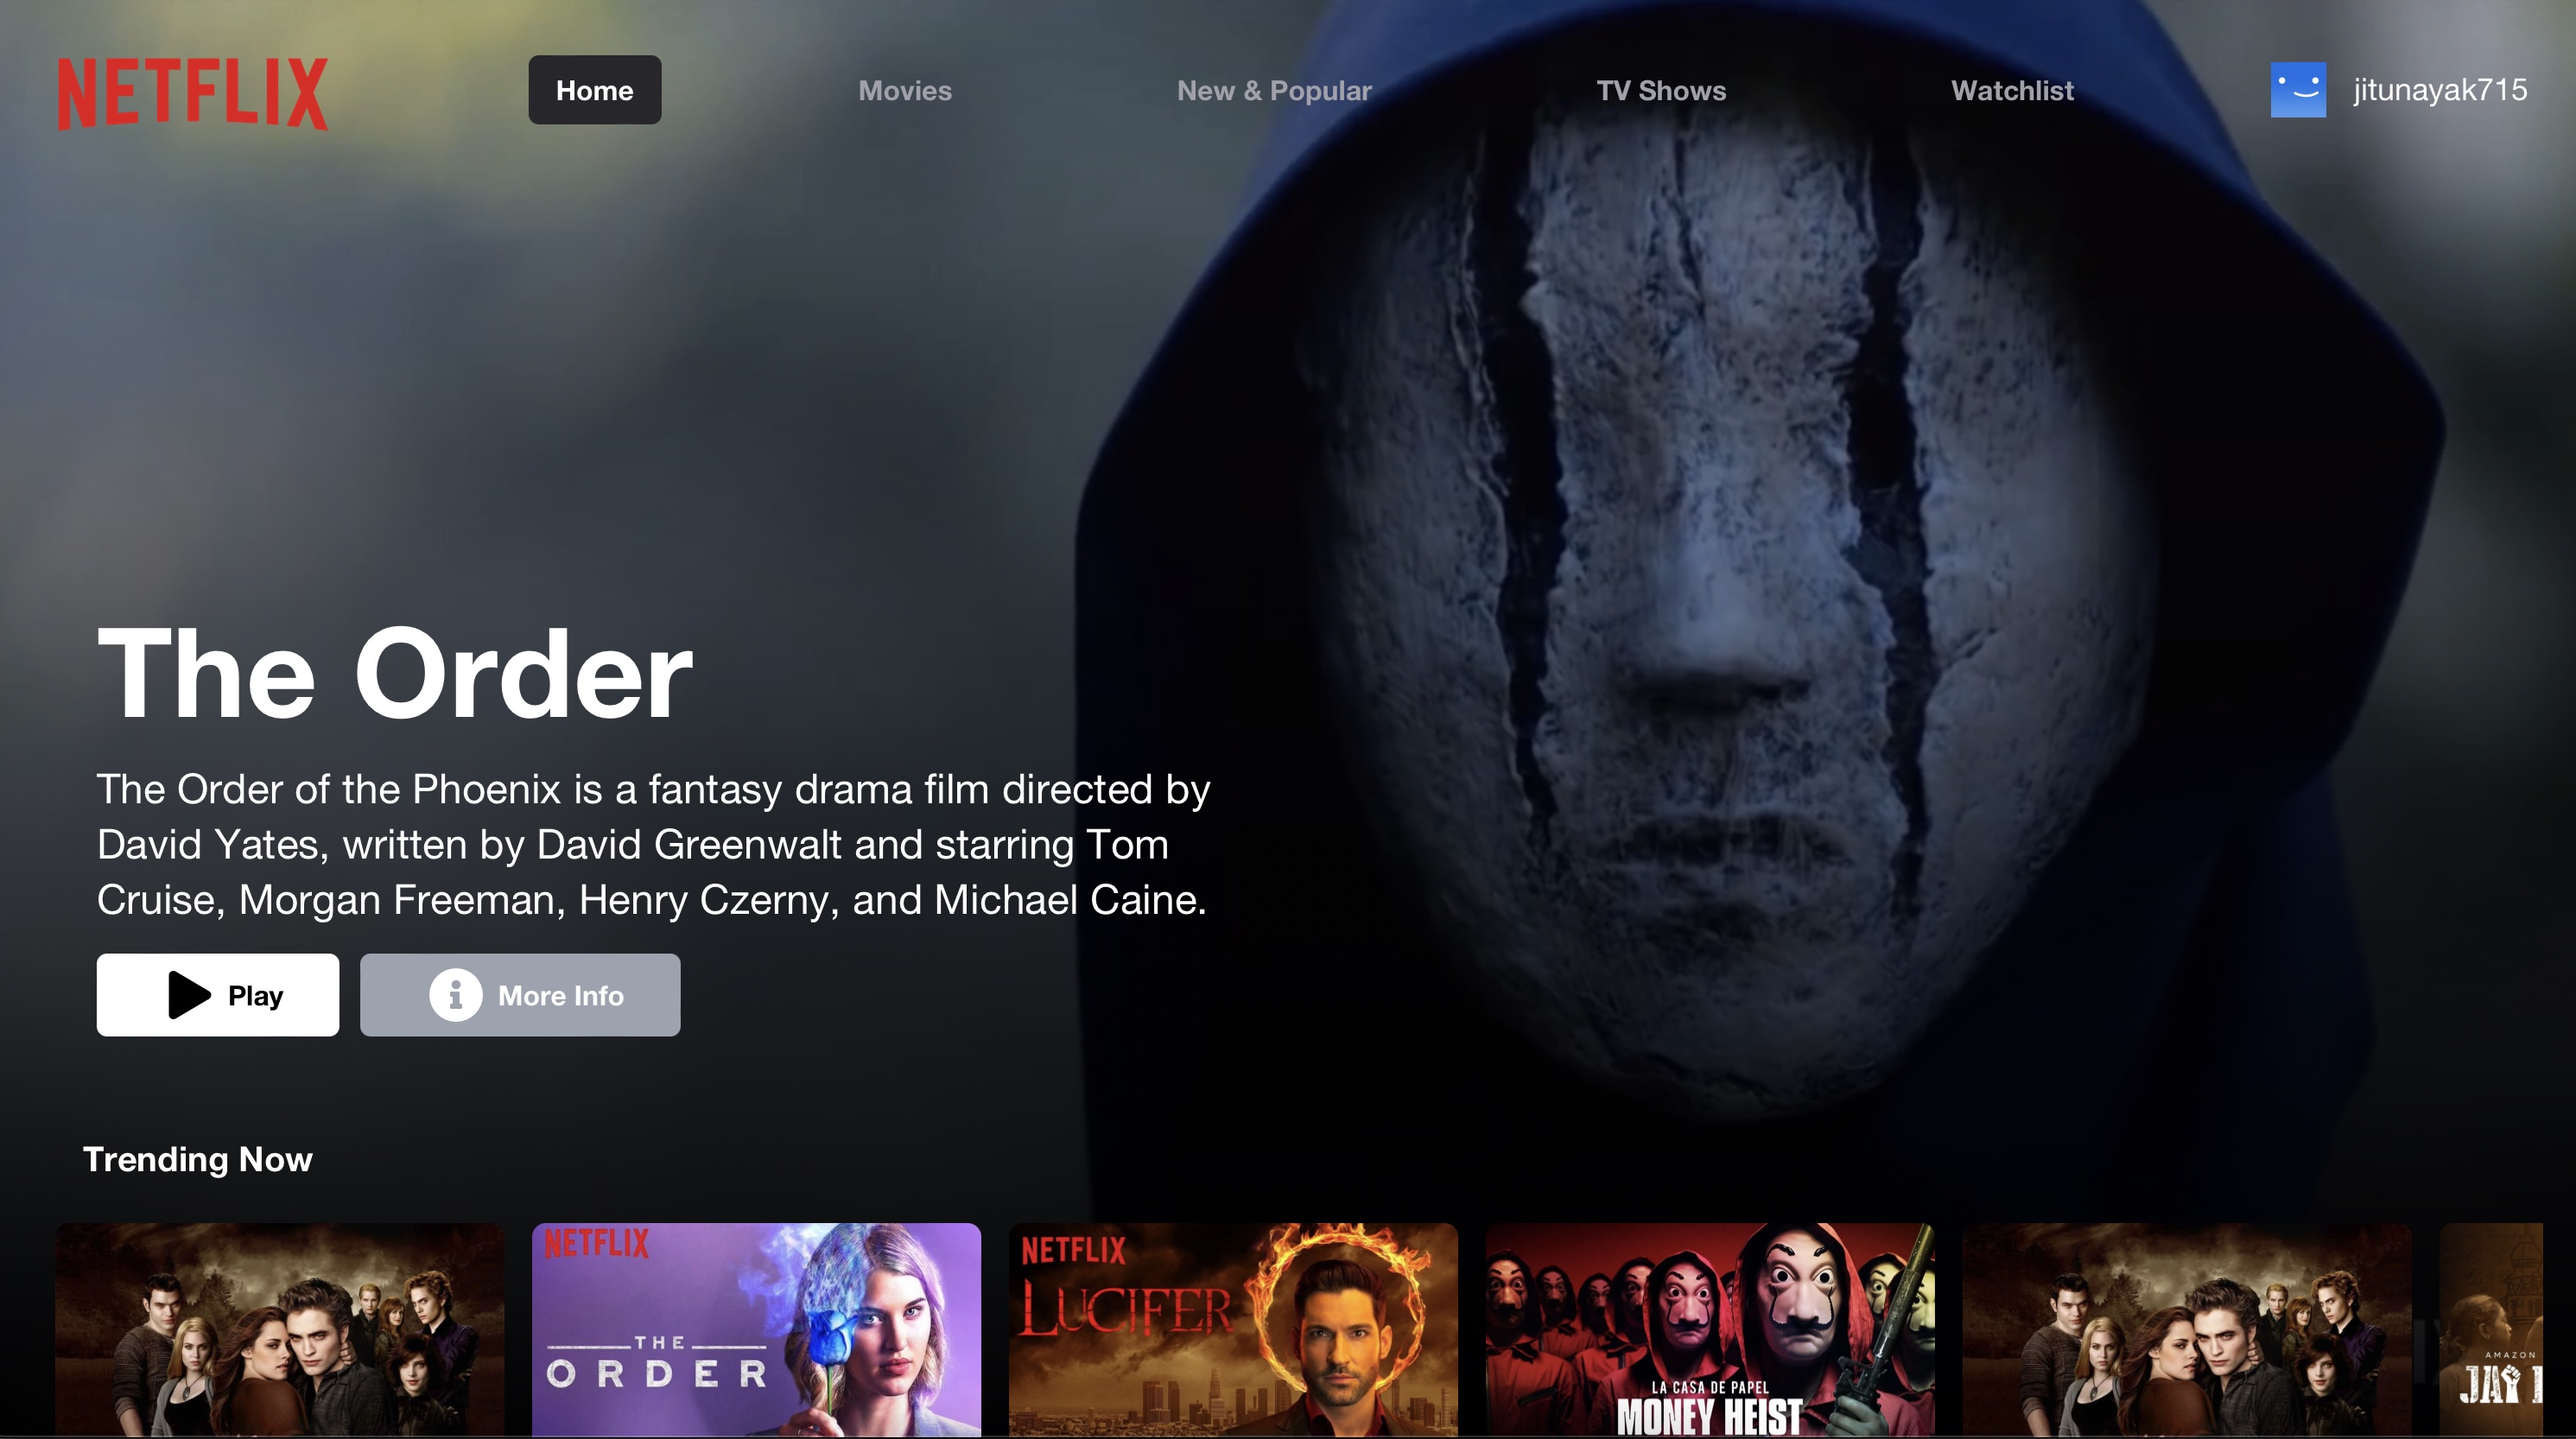 NETFLIX
Home
Movies
New & Popular
TV Shows
Watchlist
jitunayak715
The Order
The Order of the Phoenix is a fantasy drama film directed by
David Yates, written by David Greenwalt and starring Tom
Cruise, Morgan Freeman, Henry Czerny, and Michael Caine.
Play
More Info
Trending Now
NETFLIX
THE
ORDER
NETFLIX
LUCIFER
LA CASA DE PAPEL
MONEY HEIST
AMAZON
JAI